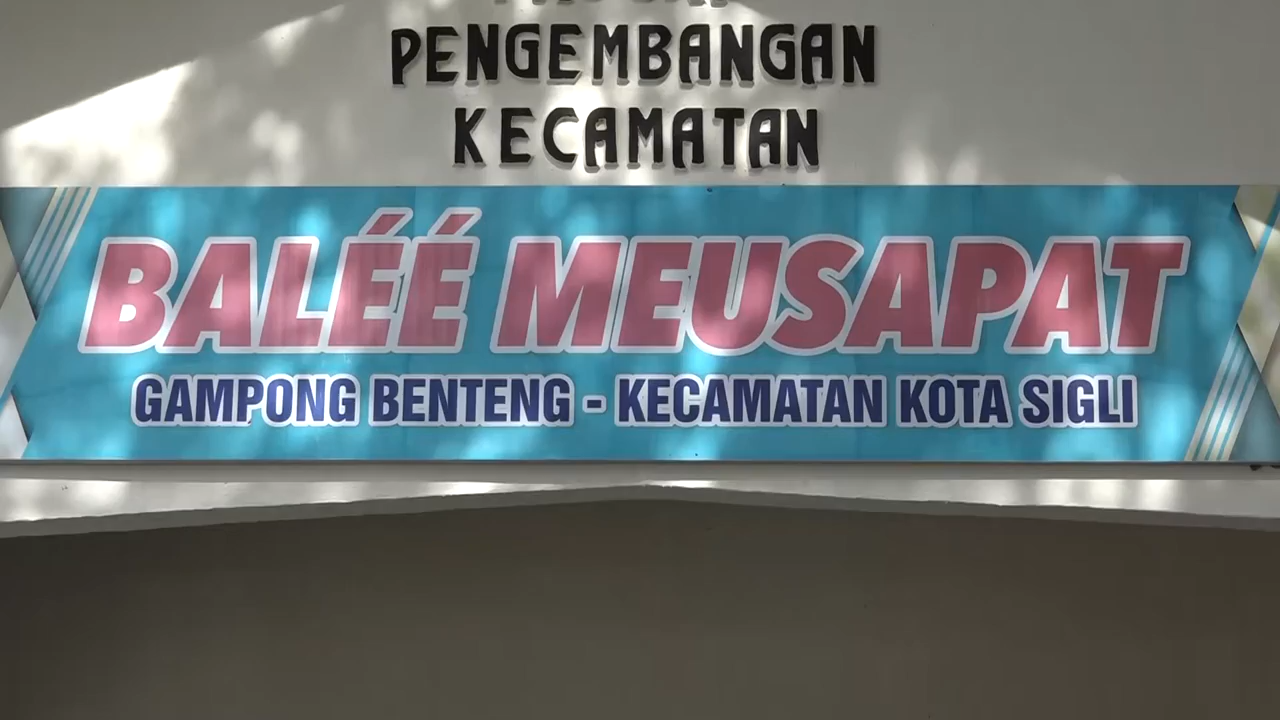 PENGEMBANGAN
KECAMATAN
BALÉÉ MEUSAPAT
GAMPONG BENTENG - KECAMATAN KOTA SIGLI